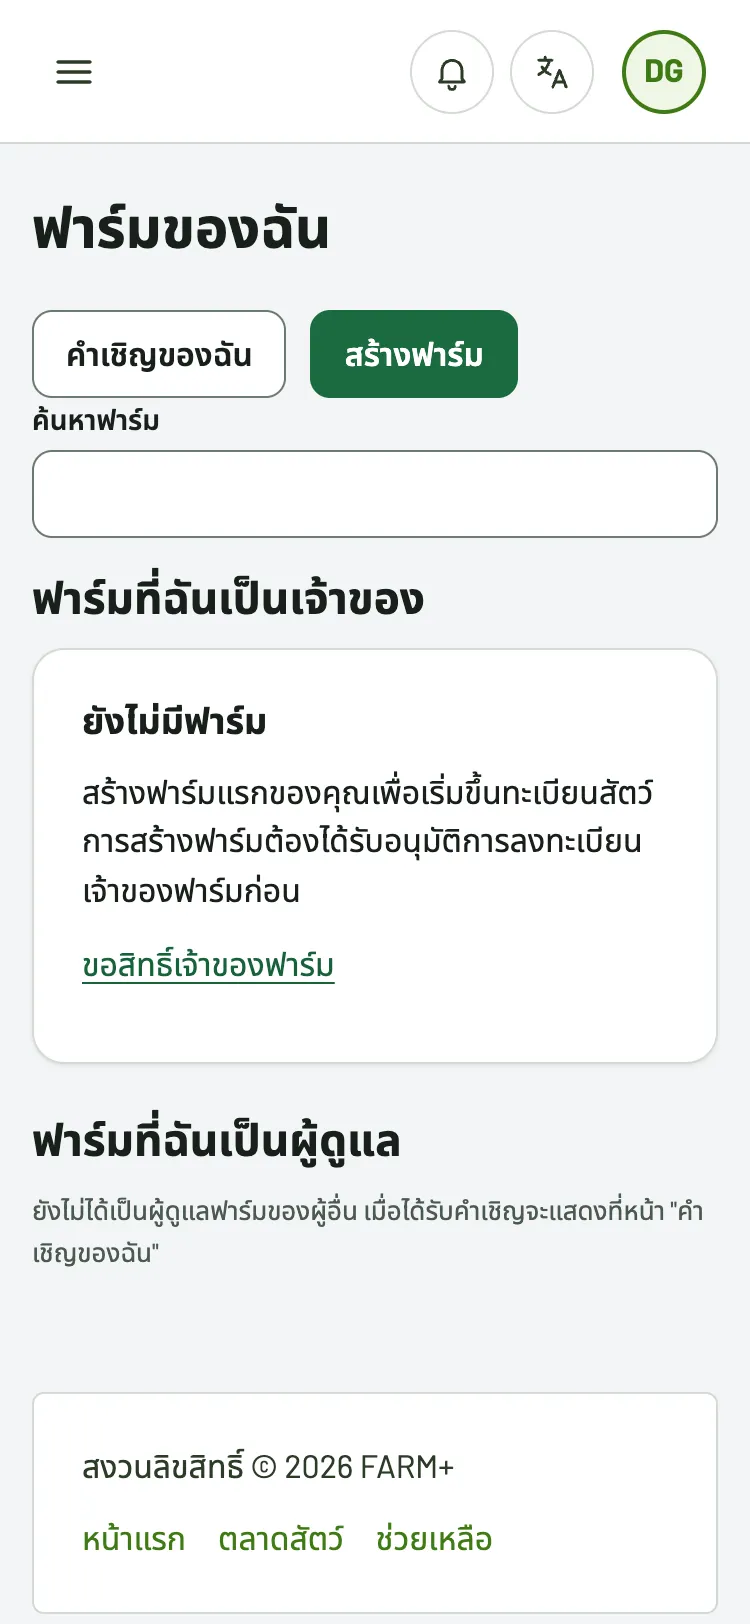 DG
ฟาร์มของฉัน
คำเชิญของฉัน
สร้างฟาร์ม
ค้นหาฟาร์ม
ฟาร์มที่ฉันเป็นเจ้าของ
ยังไม่มีฟาร์ม
สร้างฟาร์มแรกของคุณเพื่อเริ่มขึ้นทะเบียนสัตว์
การสร้างฟาร์มต้องได้รับอนุมัติการลงทะเบียน
เจ้าของฟาร์มก่อน
ขอสิทธิ์เจ้าของฟาร์ม
ฟาร์มที่ฉันเป็นผู้ดูแล
ยังไม่ได้เป็นผู้ดูแลฟาร์มของผู้อื่น เมื่อได้รับคำเชิญจะแสดงที่หน้า "คำ
เชิญของฉัน"
สงวนลิขสิทธิ์ © 2026 FARM+
หน้าแรก ตลาดสัตว์ ช่วยเหลือ